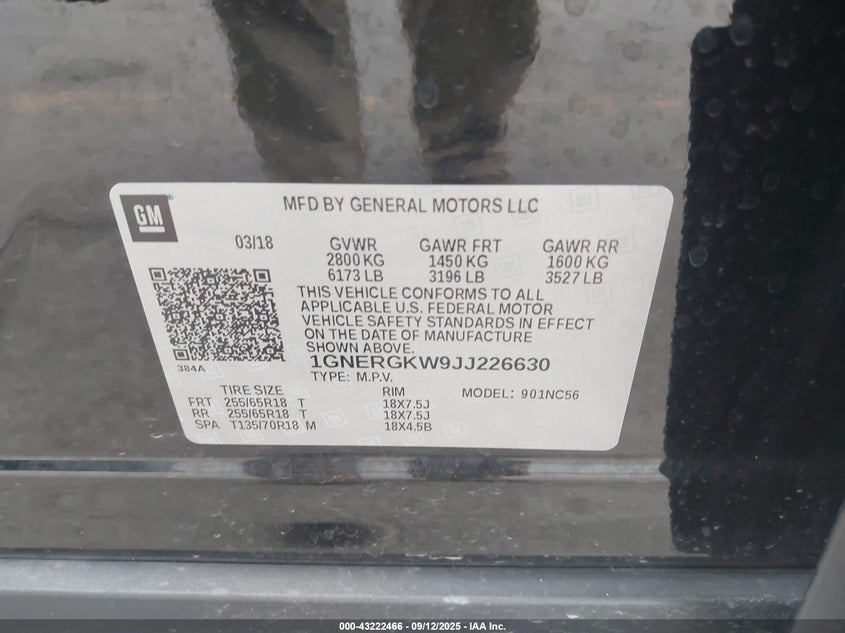 GM
MFD BY GENERAL MOTORS LLC
03/18 GVWR GAWR FRT GAWR RR
2800 KG 1450 KG 1600 KG
6173 LB 3196 LB 3527 LB
THIS VEHICLE CONFORMS TO ALL
APPLICABLE U.S. FEDERAL MOTOR
VEHICLE SAFETY STANDARDS IN EFFECT
ON THE DATE OF MANUFACTURE
SHOWN ABOVE.
384A
1GNERGKW9JJ226630
TYPE: M.P.V.
TIRE SIZE RIM MODEL: 901NC56
FRT 255/65R18 T 18X7.5J
RR 255/65R18 T 18X7.5J
SPA T135/70R18 M 18X4.5B
000-43222466 - 09/12/2025 - IAA Inc.